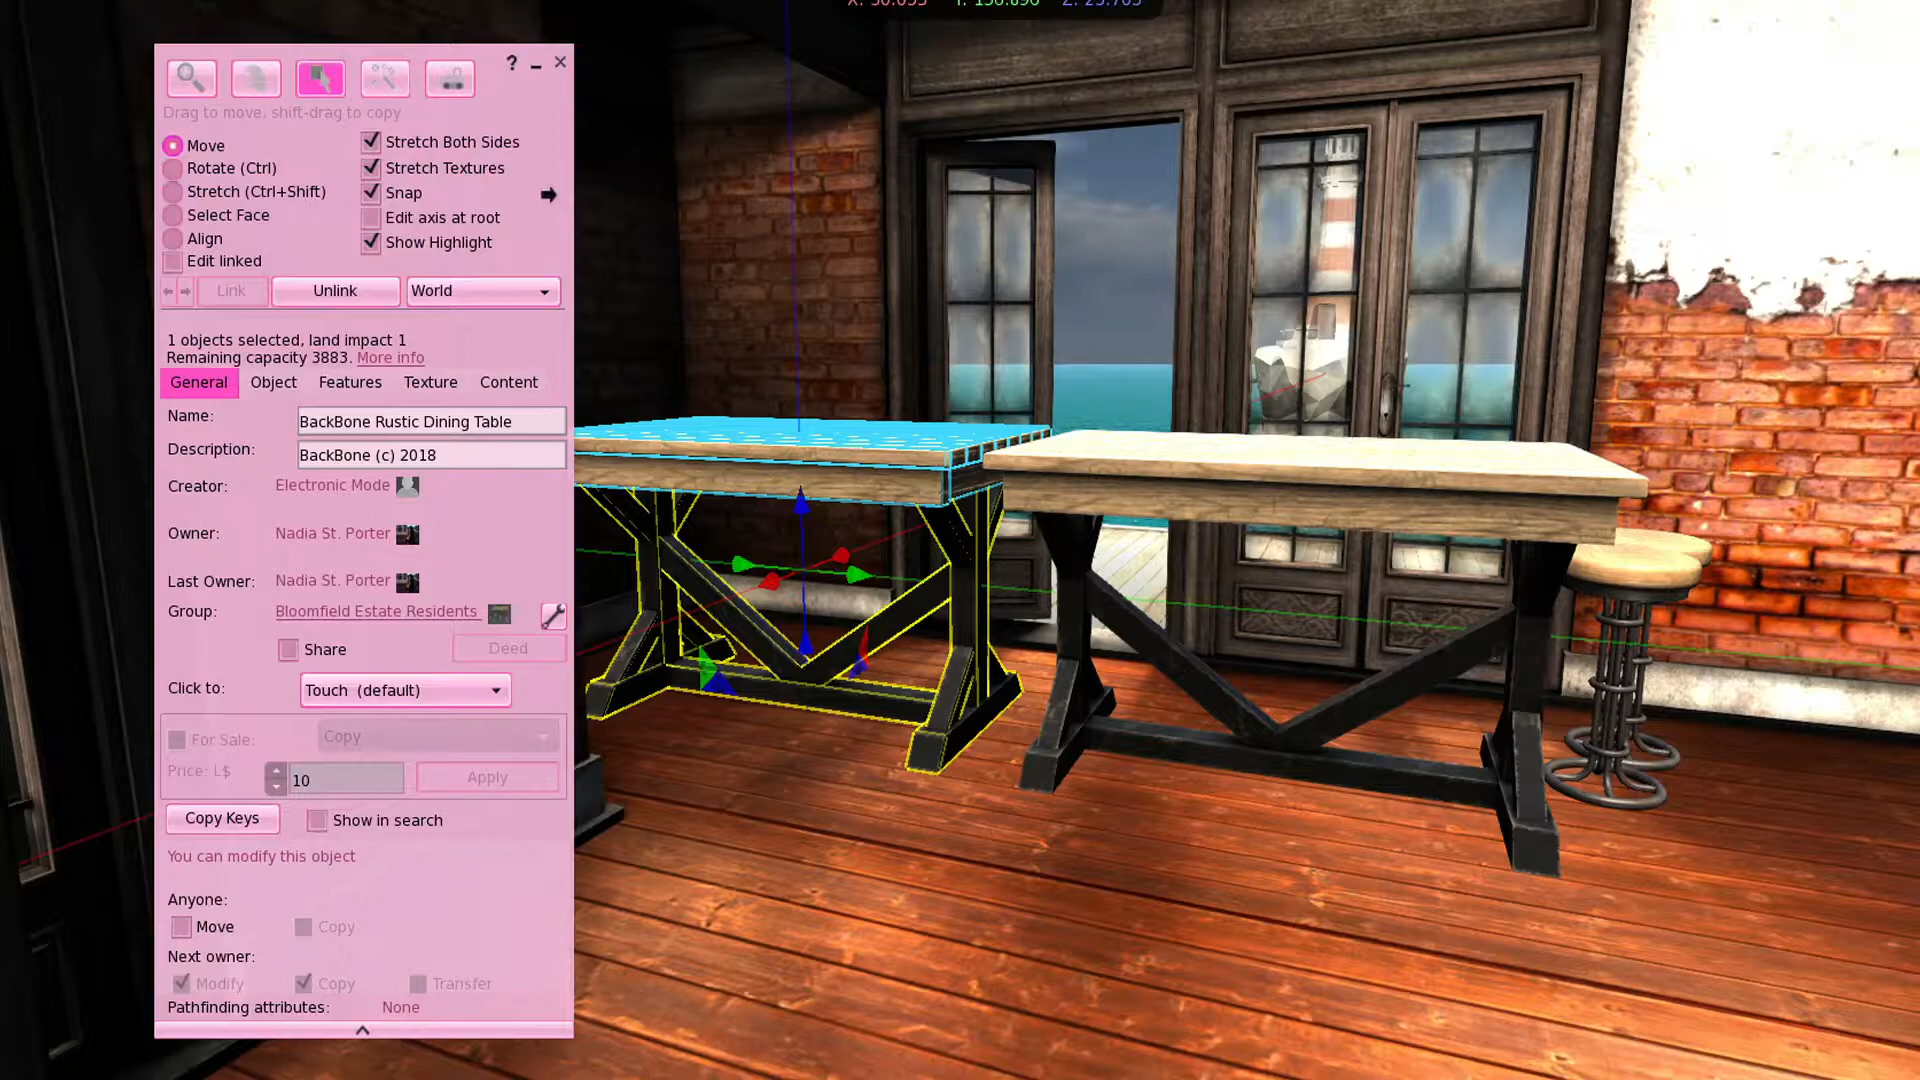 ? _ ×
Drag to move, shift-drag to copy
Move
Rotate (Ctrl)
Stretch (Ctrl+Shift)
Select Face
Align
Edit linked
Stretch Both Sides
Stretch Textures
Snap
Edit axis at root
Show Highlight
Link Unlink World
1 objects selected, land impact 1
Remaining capacity 3883. More info
General Object Features Texture Content
Name: BackBone Rustic Dining Table
Description: BackBone (c) 2018
Creator: Electronic Mode
Owner: Nadia St. Porter
Last Owner: Nadia St. Porter
Group: Bloomfield Estate Residents
Share Deed
Click to: Touch (default)
For Sale: Copy
Price: L$ 10 Apply
Copy Keys Show in search
You can modify this object
Anyone:
Move Copy
Next owner:
Modify Copy Transfer
Pathfinding attributes: None